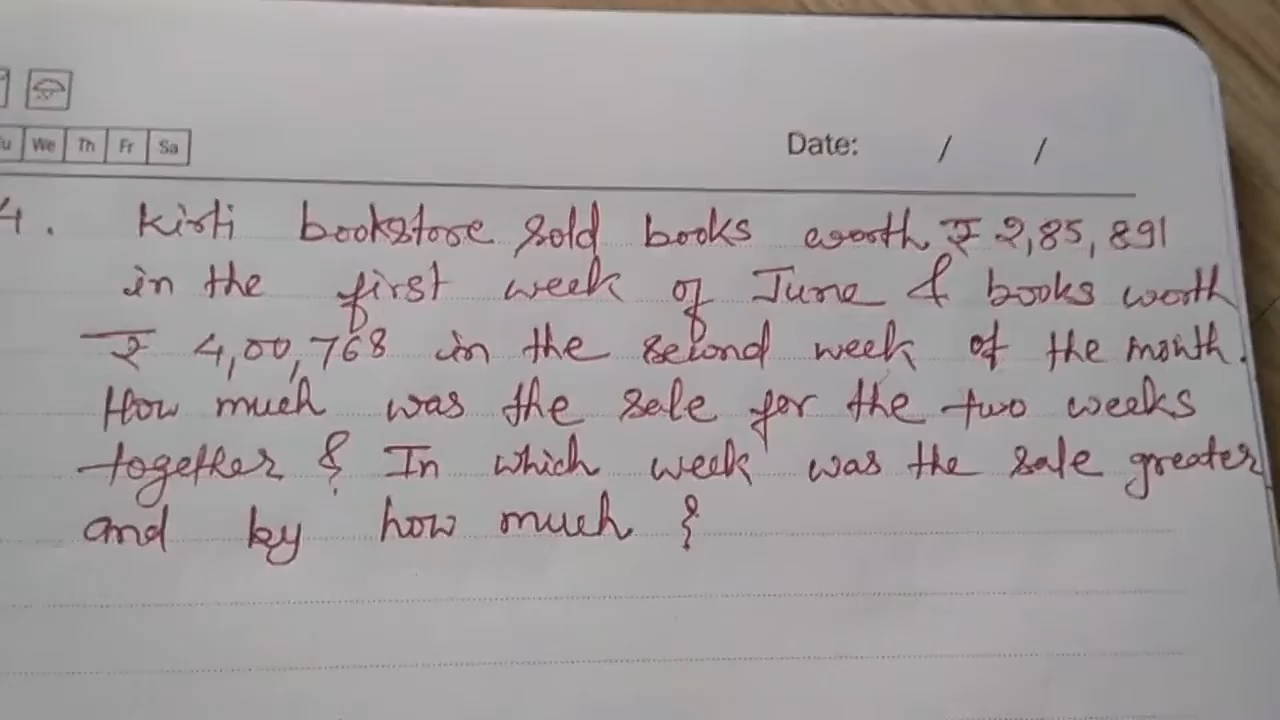 We Th Fr Sa
Date: / /
4. Kirti bookstore sold books worth ₹ 2,85,891
in the first week of June & books worth
₹ 4,00,768 in the second week of the month.
How much was the sale for the two weeks
together ? In which week was the sale greater
and by how much ?